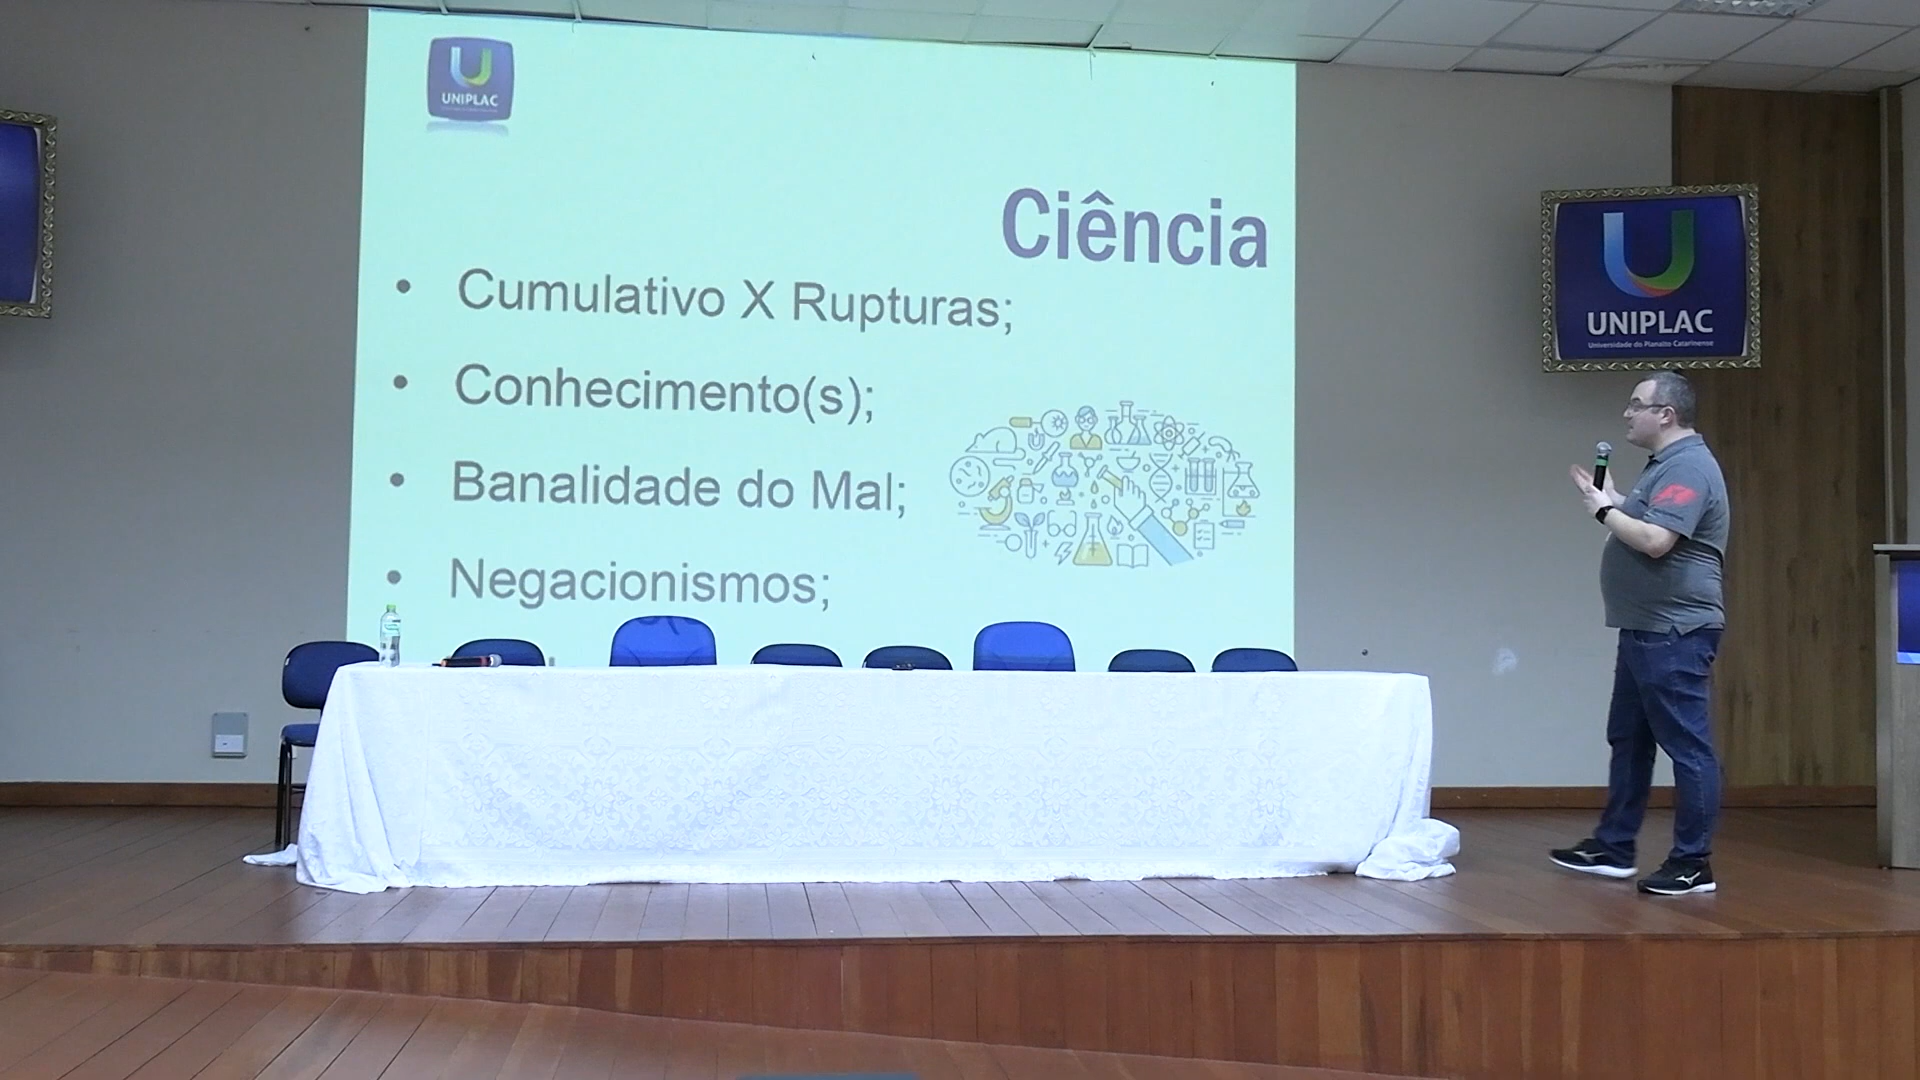 UNIPLAC
Ciência
• Cumulativo X Rupturas;
• Conhecimento(s);
• Banalidade do Mal;
• Negacionismos;
UNIPLAC
Universidade do Planalto Catarinense